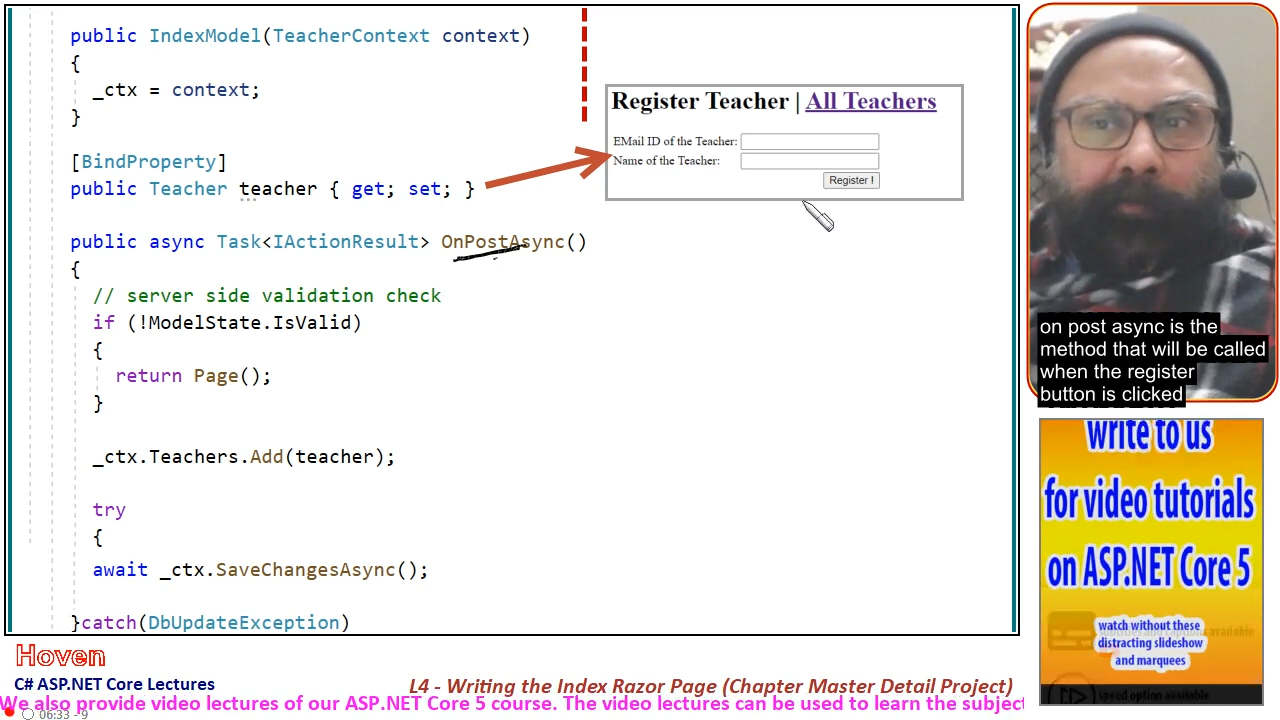 public IndexModel(TeacherContext context)
{
_ctx = context;
}
[BindProperty]
public Teacher teacher { get; set; }
public async Task<IActionResult> OnPostAsync()
{
// server side validation check
if (!ModelState.IsValid)
{
return Page();
}
_ctx.Teachers.Add(teacher);
try
{
await _ctx.SaveChangesAsync();
}catch(DbUpdateException)
Register Teacher | All Teachers
EMail ID of the Teacher:
Name of the Teacher:
Register !
on post async is the
method that will be called
when the register
button is clicked
write to us
for video tutorials
on ASP.NET Core 5
watch without these
distracting slideshow
and marquees
speed option available
Hoven
C# ASP.NET Core Lectures
L4 - Writing the Index Razor Page (Chapter Master Detail Project)
We also provide video lectures of our ASP.NET Core 5 course. The video lectures can be used to learn the subject
06:33 - 9